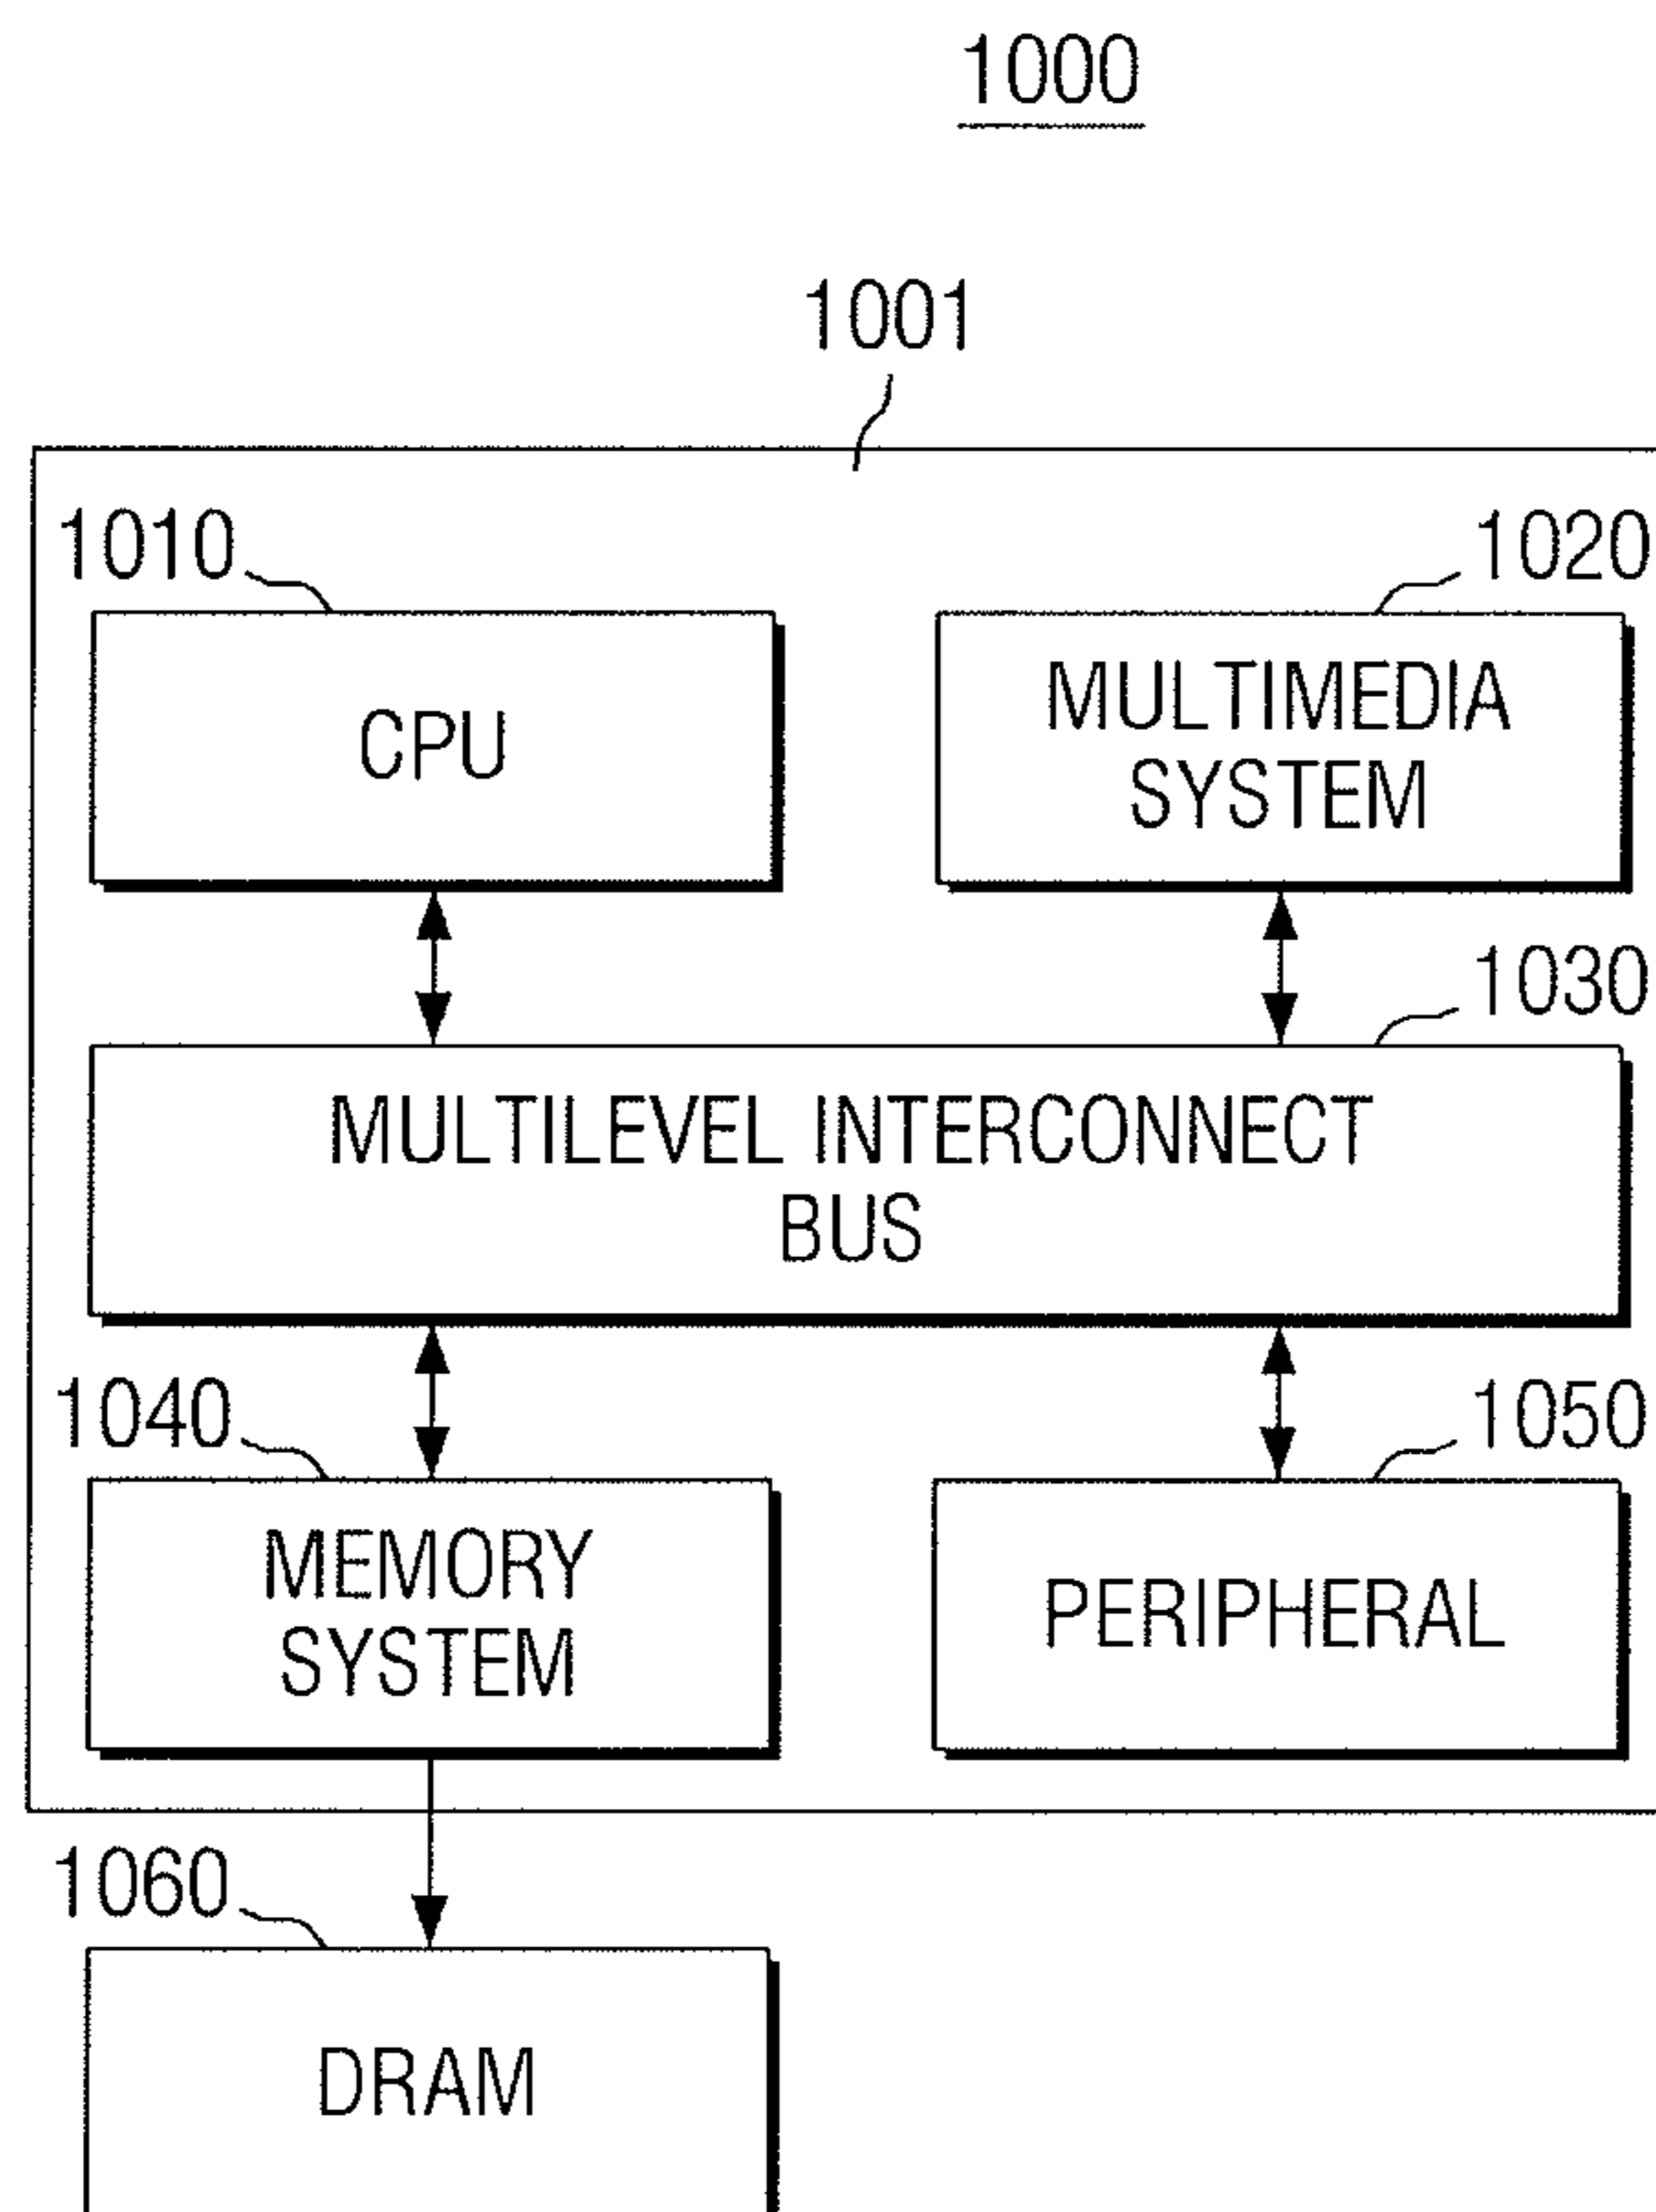 1000
1001
1010
1020
CPU
MULTIMEDIA
SYSTEM
1030
MULTILEVEL INTERCONNECT
BUS
1040
1050
MEMORY
SYSTEM
PERIPHERAL
1060
DRAM